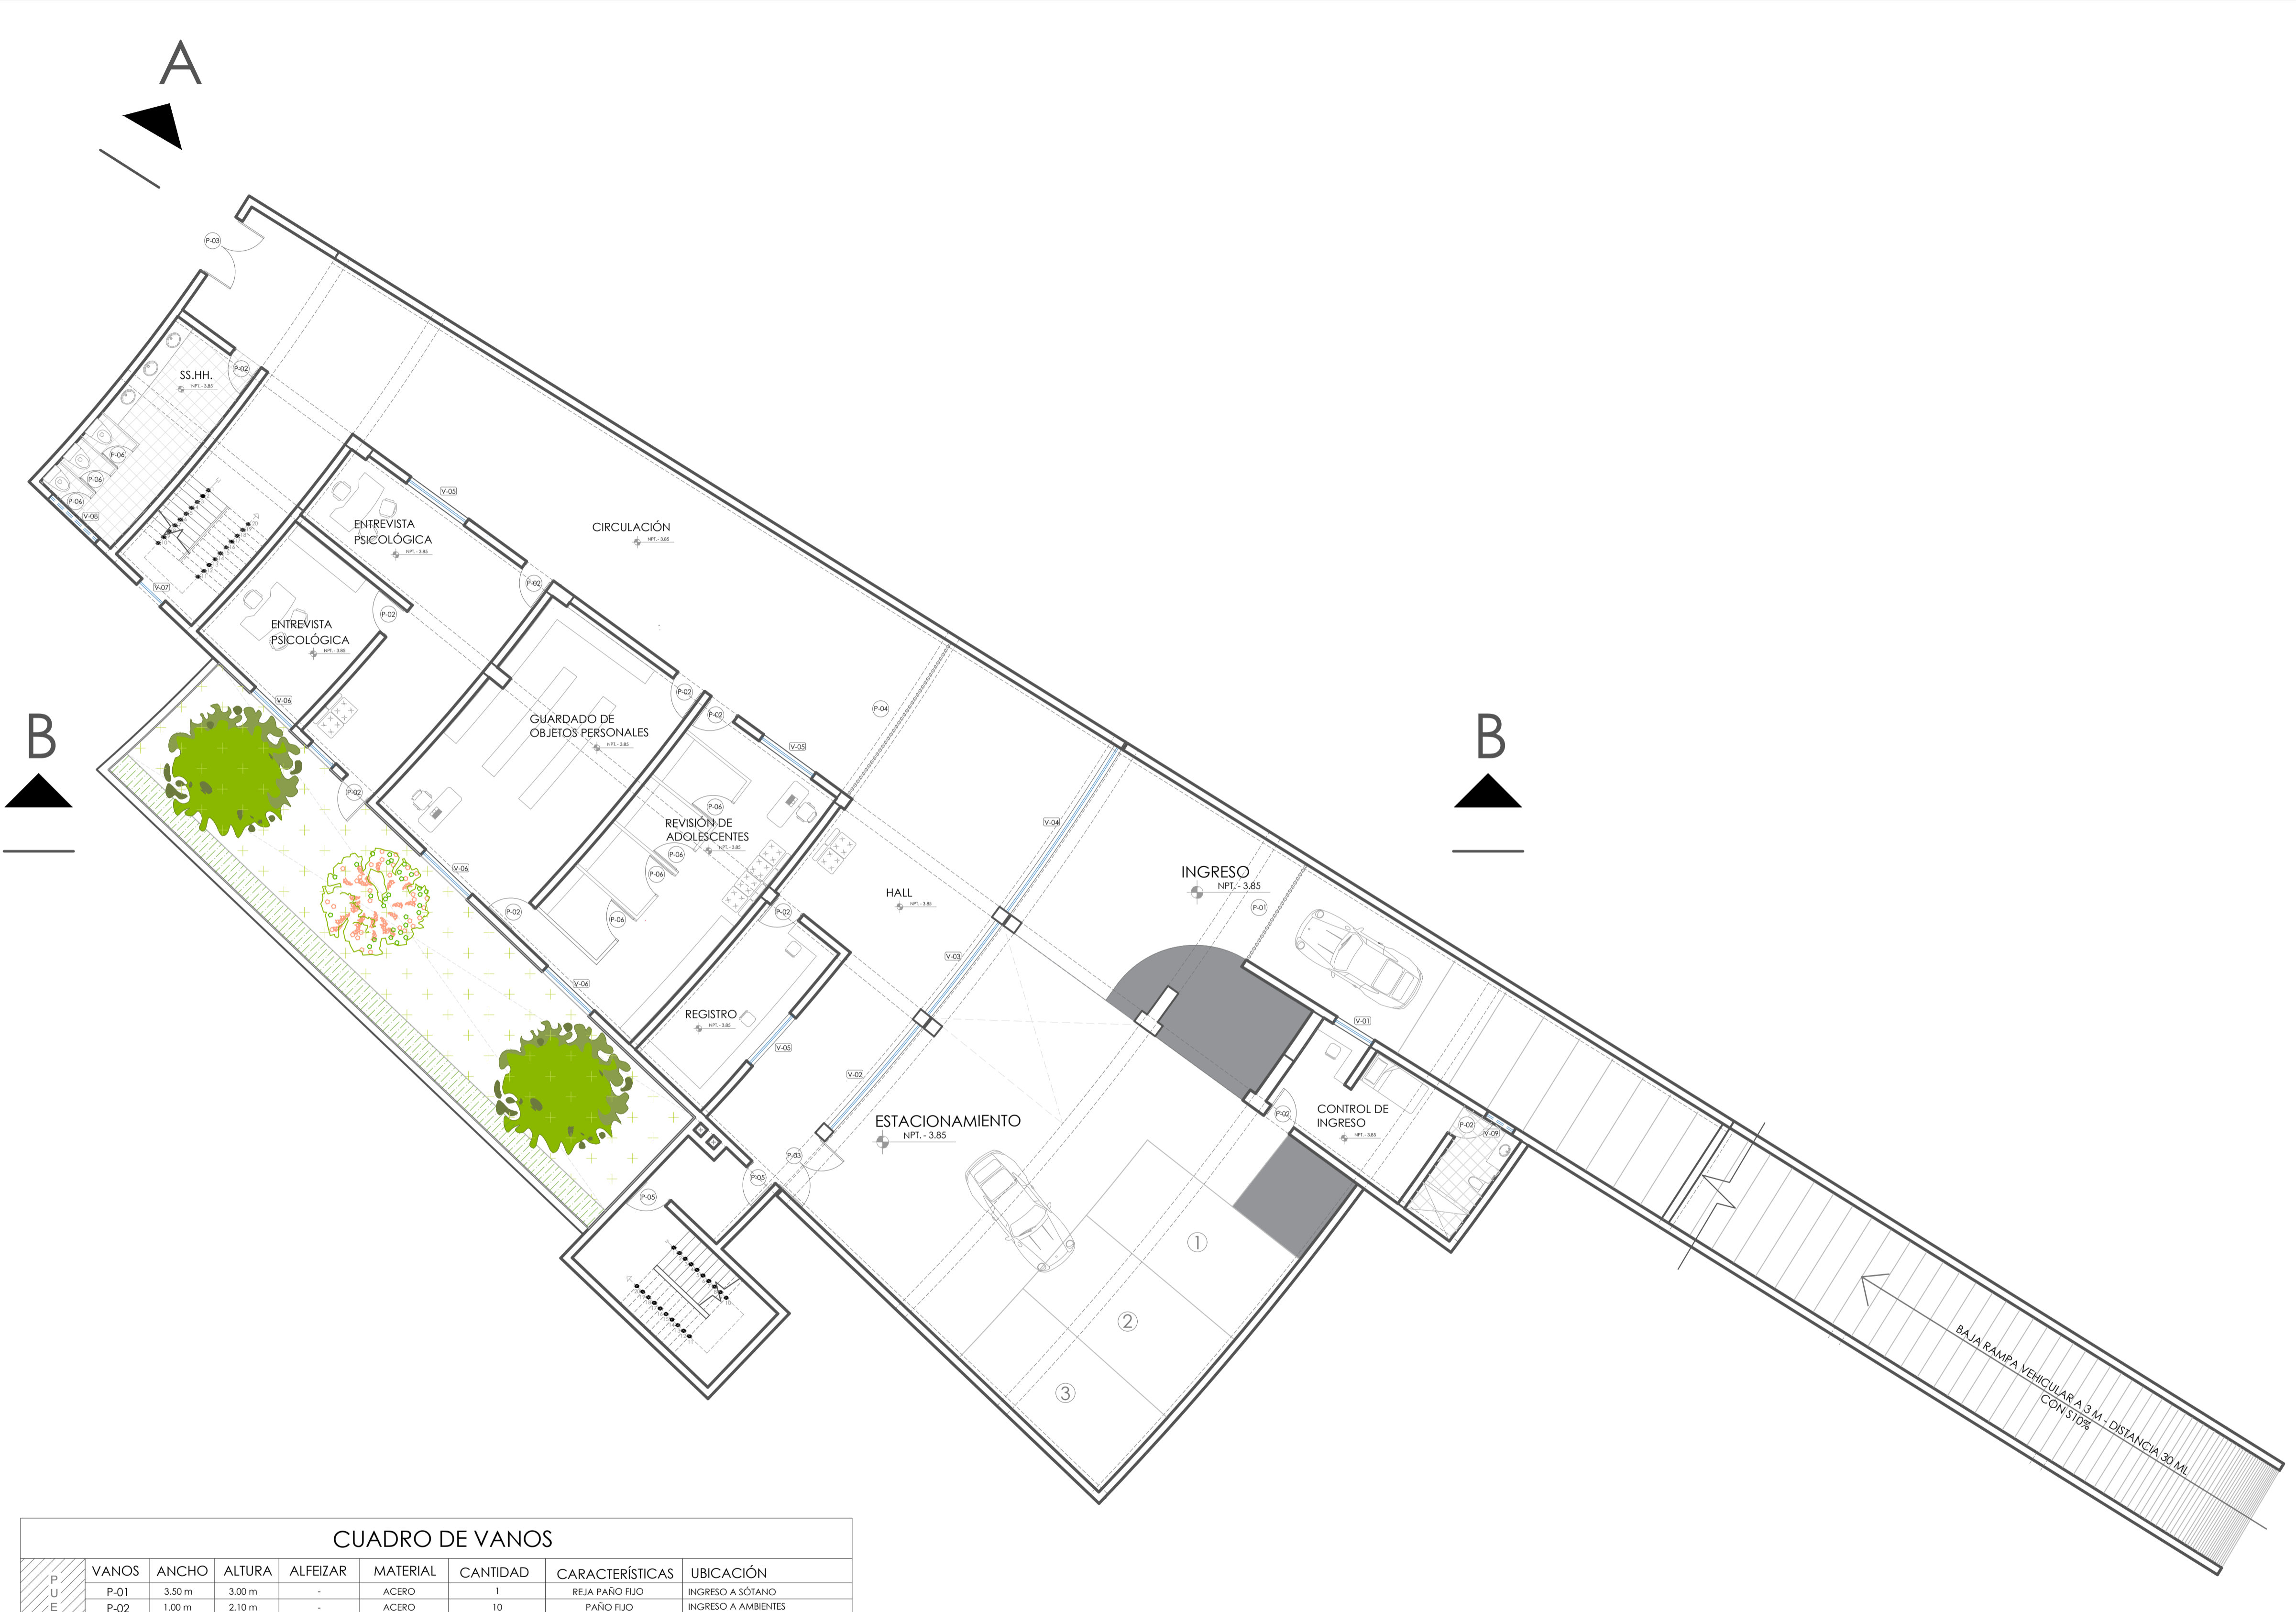 A
P-03
SS.HH.
NPT. - 3.85
P-02
P-06
P-06
P-06
V-08
V-07
ENTREVISTA
PSICOLÓGICA
NPT. - 3.85
V-05
CIRCULACIÓN
NPT. - 3.85
P-02
P-02
ENTREVISTA
PSICOLÓGICA
NPT. - 3.85
V-06
P-02
B
B
GUARDADO DE
OBJETOS PERSONALES
NPT. - 3.85
P-02
P-02
P-04
V-05
P-06
REVISIÓN DE
ADOLESCENTES
NPT. - 3.85
P-06
P-06
P-06
V-06
P-02
V-06
V-04
HALL
NPT. - 3.85
INGRESO
NPT. - 3.85
P-01
P-02
V-03
REGISTRO
NPT. - 3.85
V-05
V-02
V-01
ESTACIONAMIENTO
NPT. - 3.85
P-02
CONTROL DE
INGRESO
NPT. - 3.85
P-02
V-09
P-03
P-05
P-05
1
2
3
BAJA RAMPA VEHICULAR A 3 M - DISTANCIA 30 ML
CON S10%
CUADRO DE VANOS
VANOS ANCHO ALTURA ALFEIZAR MATERIAL CANTIDAD CARACTERÍSTICAS UBICACIÓN
P
U
E
P-01 3.50 m 3.00 m - ACERO 1 REJA PAÑO FIJO INGRESO A SÓTANO
P-02 1.00 m 2.10 m - ACERO 10 PAÑO FIJO INGRESO A AMBIENTES